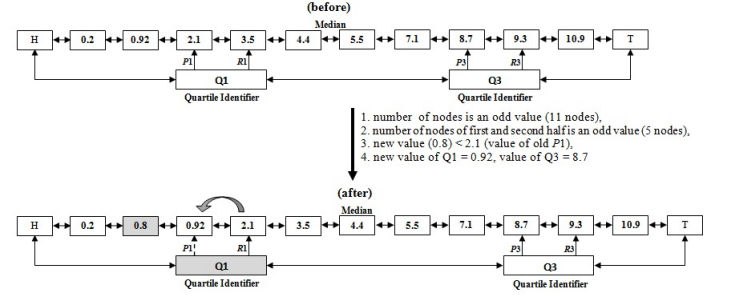 (before)
Median
H 0.2 0.92 2.1 3.5 4.4 5.5 7.1 8.7 9.3 10.9 T
P1 R1 P3 R3
Q1 Q3
Quartile Identifier Quartile Identifier
1. number of nodes is an odd value (11 nodes),
2. number of nodes of first and second half is an odd value (5 nodes),
3. new value (0.8) < 2.1 (value of old P1),
4. new value of Q1 = 0.92, value of Q3 = 8.7
(after)
Median
H 0.2 0.8 0.92 2.1 3.5 4.4 5.5 7.1 8.7 9.3 10.9 T
P1' R1 P3 R3
Q1 Q3
Quartile Identifier Quartile Identifier